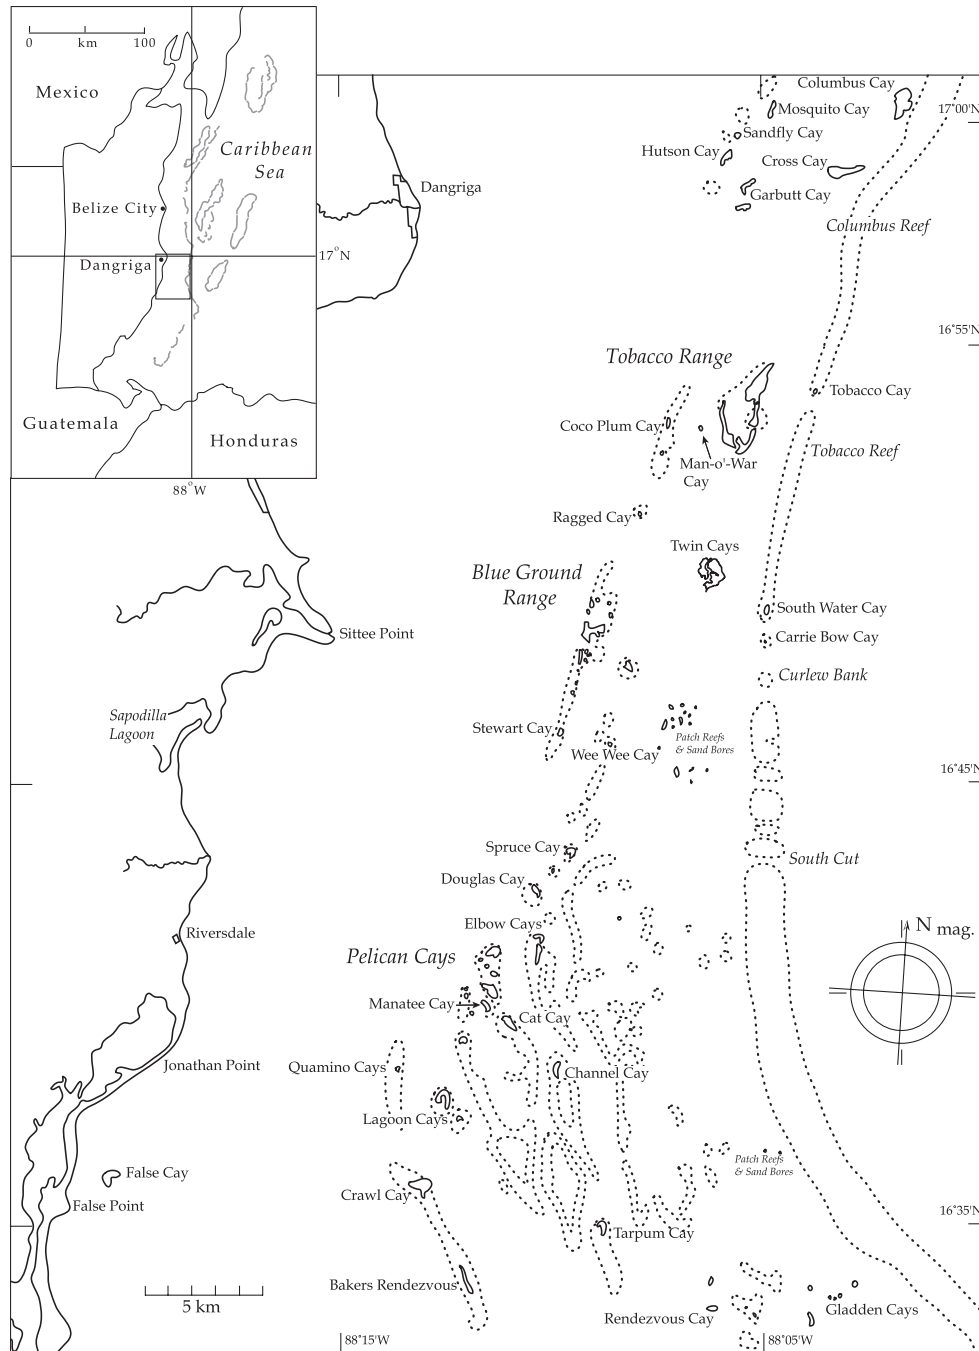 0 km 100
Mexico
Caribbean
Sea
Belize City
Dangriga
17°N
Guatemala
Honduras
88°W
Columbus Cay
Mosquito Cay
17°00'N
Sandfly Cay
Hutson Cay
Cross Cay
Garbutt Cay
Dangriga
Columbus Reef
16°55'N
Tobacco Range
Tobacco Cay
Coco Plum Cay
Tobacco Reef
Man-o'-War
Cay
Ragged Cay
Twin Cays
Blue Ground
Range
South Water Cay
Sittee Point
Carrie Bow Cay
Curlew Bank
Sapodilla
Lagoon
Stewart Cay
Patch Reefs
& Sand Bores
Wee Wee Cay
16°45'N
Spruce Cay
South Cut
Douglas Cay
Elbow Cays
Riversdale
N mag.
Pelican Cays
Manatee Cay
Cat Cay
Jonathan Point
Quamino Cays
Channel Cay
Lagoon Cays
Patch Reefs
& Sand Bores
False Cay
Crawl Cay
False Point
16°35'N
Tarpum Cay
Bakers Rendezvous
5 km
Rendezvous Cay
Gladden Cays
88°15'W
88°05'W